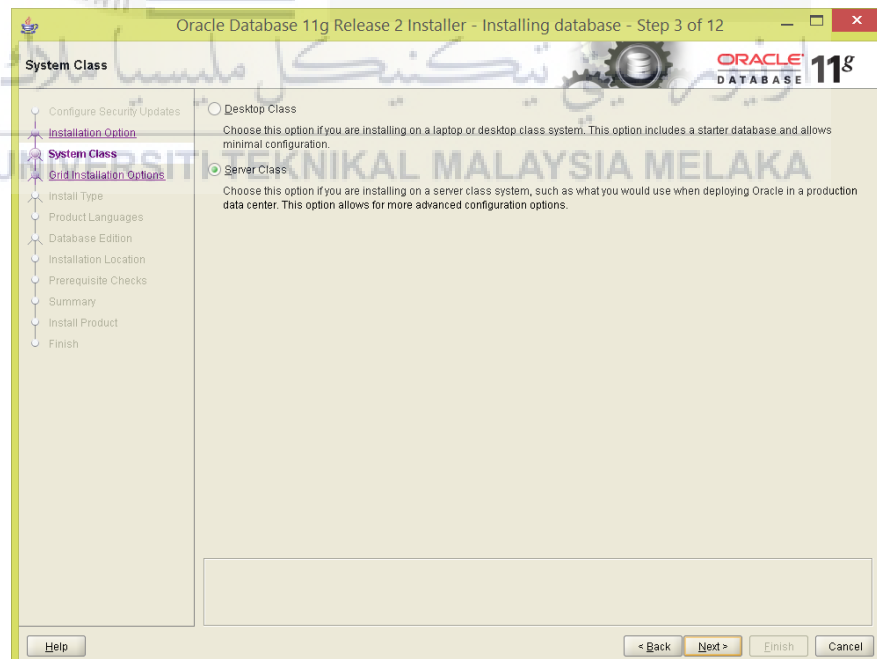 Oracle Database 11g Release 2 Installer - Installing database - Step 3 of 12
System Class
ORACLE
DATABASE 11g
اونيۏرسيتي تيكنيكل مليسيا ملاك
UNIVERSITI TEKNIKAL MALAYSIA MELAKA
Configure Security Updates
Installation Option
System Class
Grid Installation Options
Install Type
Product Languages
Database Edition
Installation Location
Prerequisite Checks
Summary
Install Product
Finish
Desktop Class
Choose this option if you are installing on a laptop or desktop class system. This option includes a starter database and allows
minimal configuration.
Server Class
Choose this option if you are installing on a server class system, such as what you would use when deploying Oracle in a production
data center. This option allows for more advanced configuration options.
Help
< Back
Next >
Finish
Cancel